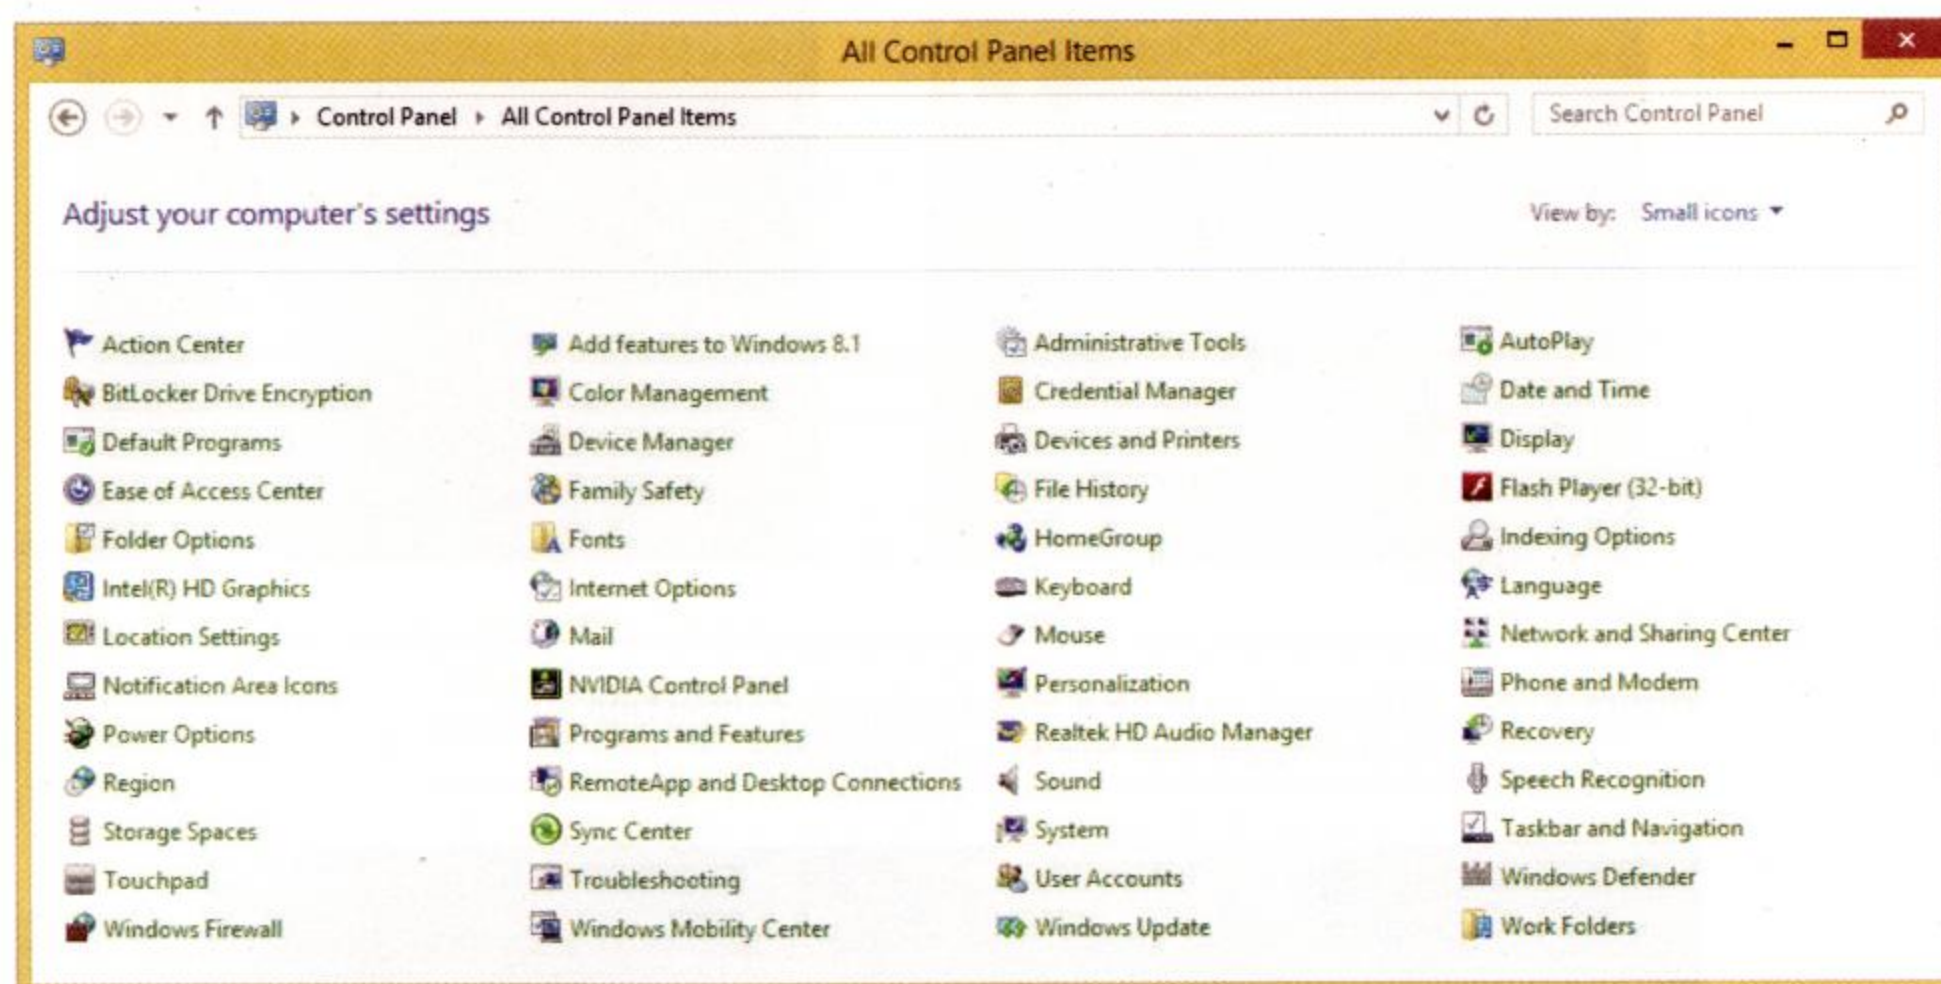 All Control Panel Items
Control Panel All Control Panel Items
Search Control Panel
Adjust your computer's settings
View by: Small icons
Action Center Add features to Windows 8.1 Administrative Tools AutoPlay
BitLocker Drive Encryption Color Management Credential Manager Date and Time
Default Programs Device Manager Devices and Printers Display
Ease of Access Center Family Safety File History Flash Player (32-bit)
Folder Options Fonts HomeGroup Indexing Options
Intel(R) HD Graphics Internet Options Keyboard Language
Location Settings Mail Mouse Network and Sharing Center
Notification Area Icons NVIDIA Control Panel Personalization Phone and Modem
Power Options Programs and Features Realtek HD Audio Manager Recovery
Region RemoteApp and Desktop Connections Sound Speech Recognition
Storage Spaces Sync Center System Taskbar and Navigation
Touchpad Troubleshooting User Accounts Windows Defender
Windows Firewall Windows Mobility Center Windows Update Work Folders